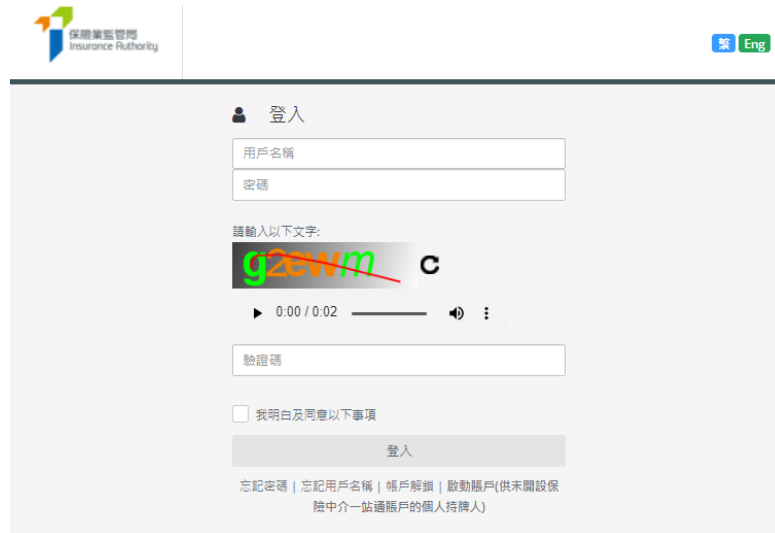 保險業監管局
Insurance Authority
繁 Eng
登入
用戶名稱
密碼
請輸入以下文字:
g2ewm C
0:00 / 0:02
驗證碼
我明白及同意以下事項
登入
忘記密碼 | 忘記用戶名稱 | 帳戶解鎖 | 啟動賬戶(供未開設保
險中介一站通賬戶的個人持牌人)